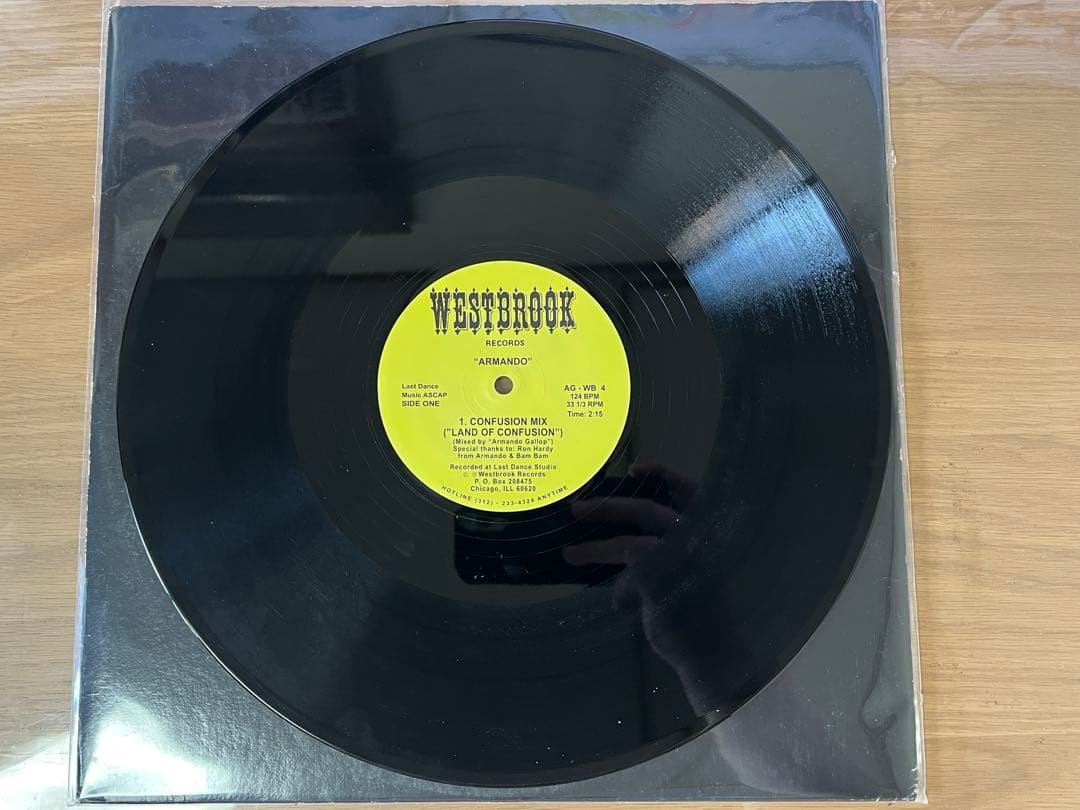 WESTBROOK
RECORDS
"ARMANDO"
Last Dance
Music ASCAP
SIDE ONE
AG - WB 4
124 BPM
33 1/3 RPM
Time: 2:15
1. CONFUSION MIX
("LAND OF CONFUSION")
(Mixed by "Armando Gallop")
Special thanks to: Ron Hardy
from Armando & Bam Bam
Recorded at Last Dance Studio
© ℗ Westbrook Records
P. O. Box 208475
Chicago, ILL 60620
HOTLINE (312) - 233-4324 ANYTIME